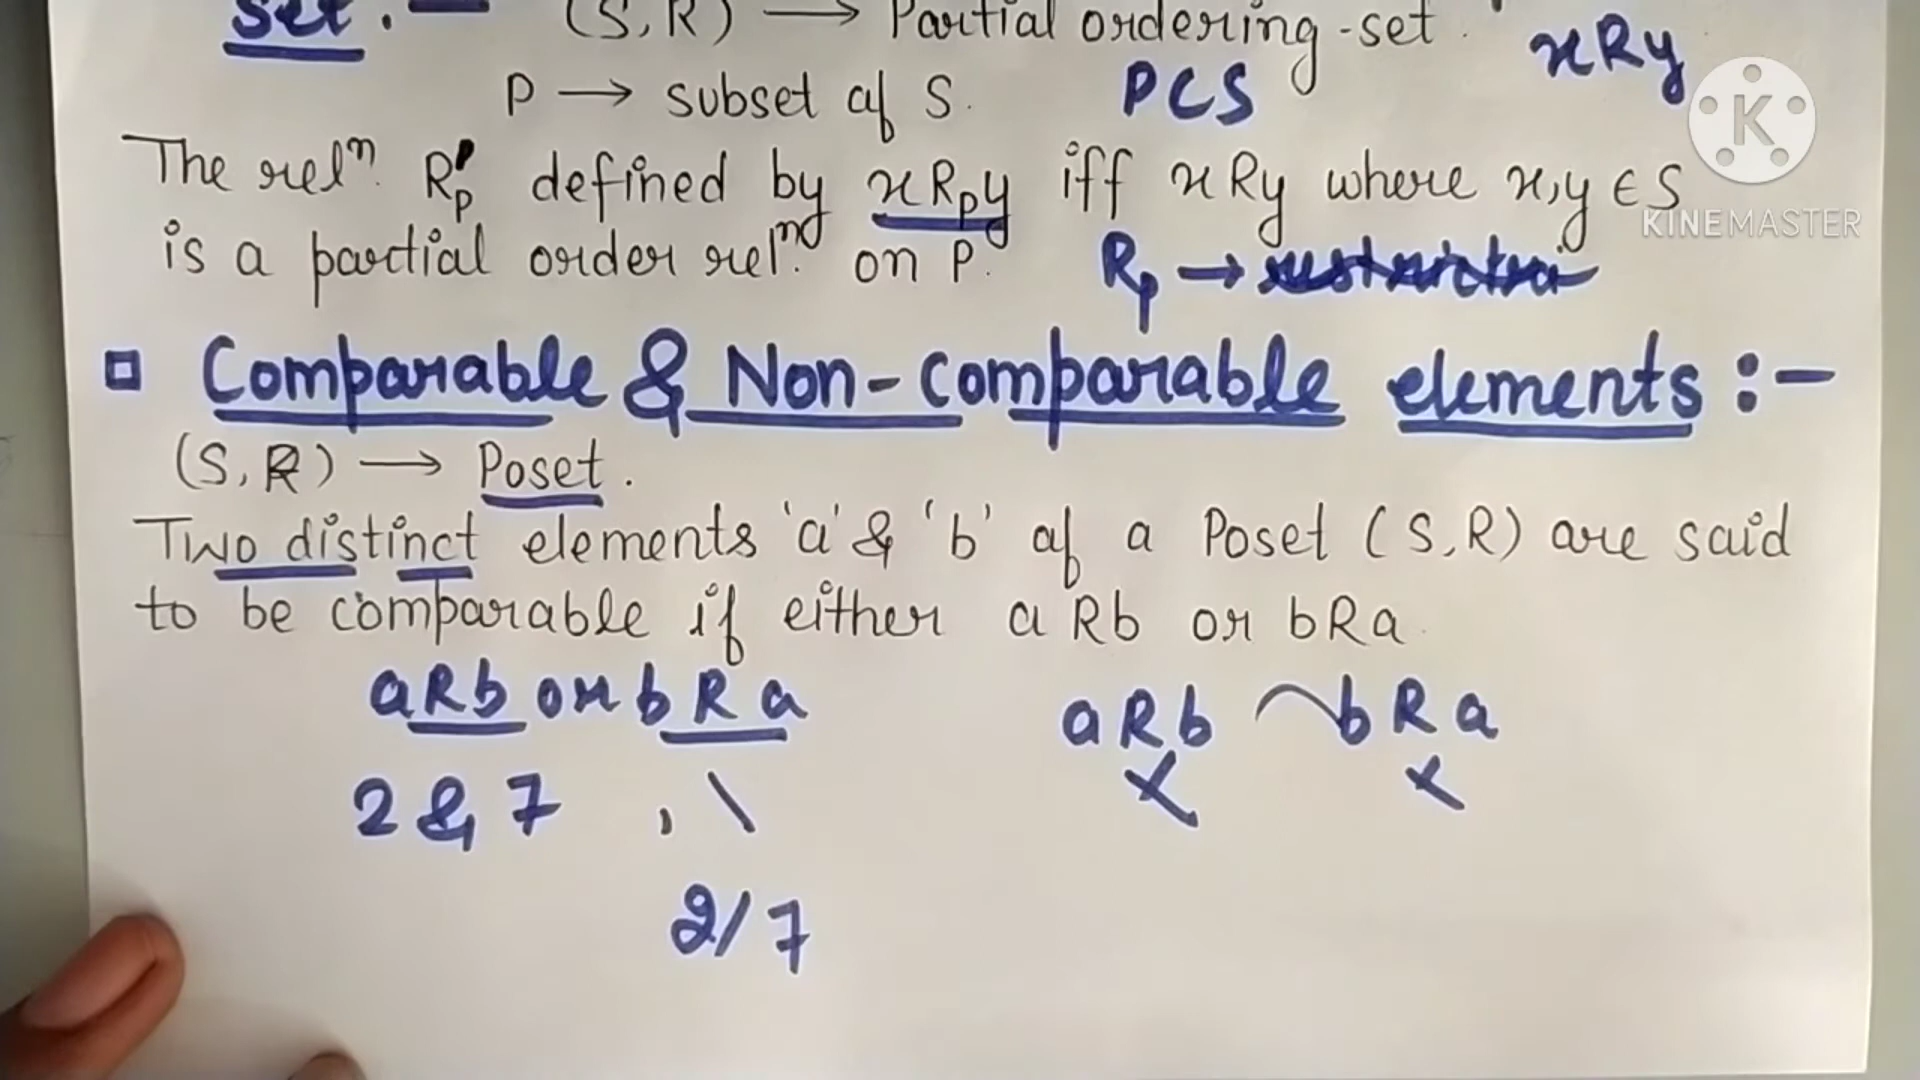 Set :- (S, R) → Partial ordering-set.
xRy
P → subset of S. PCS
The relⁿ. R'p defined by xRpy iff xRy where x,y ∈ S
is a partial order relⁿ. on P.
Rp →
Comparable & Non-comparable elements :-
(S, R) → Poset.
Two distinct elements 'a' & 'b' of a Poset (S, R) are said
to be comparable if either aRb or bRa.
aRb or bRa aRb bRa
2 & 7 , \ x x
2/7
K
KINEMASTER